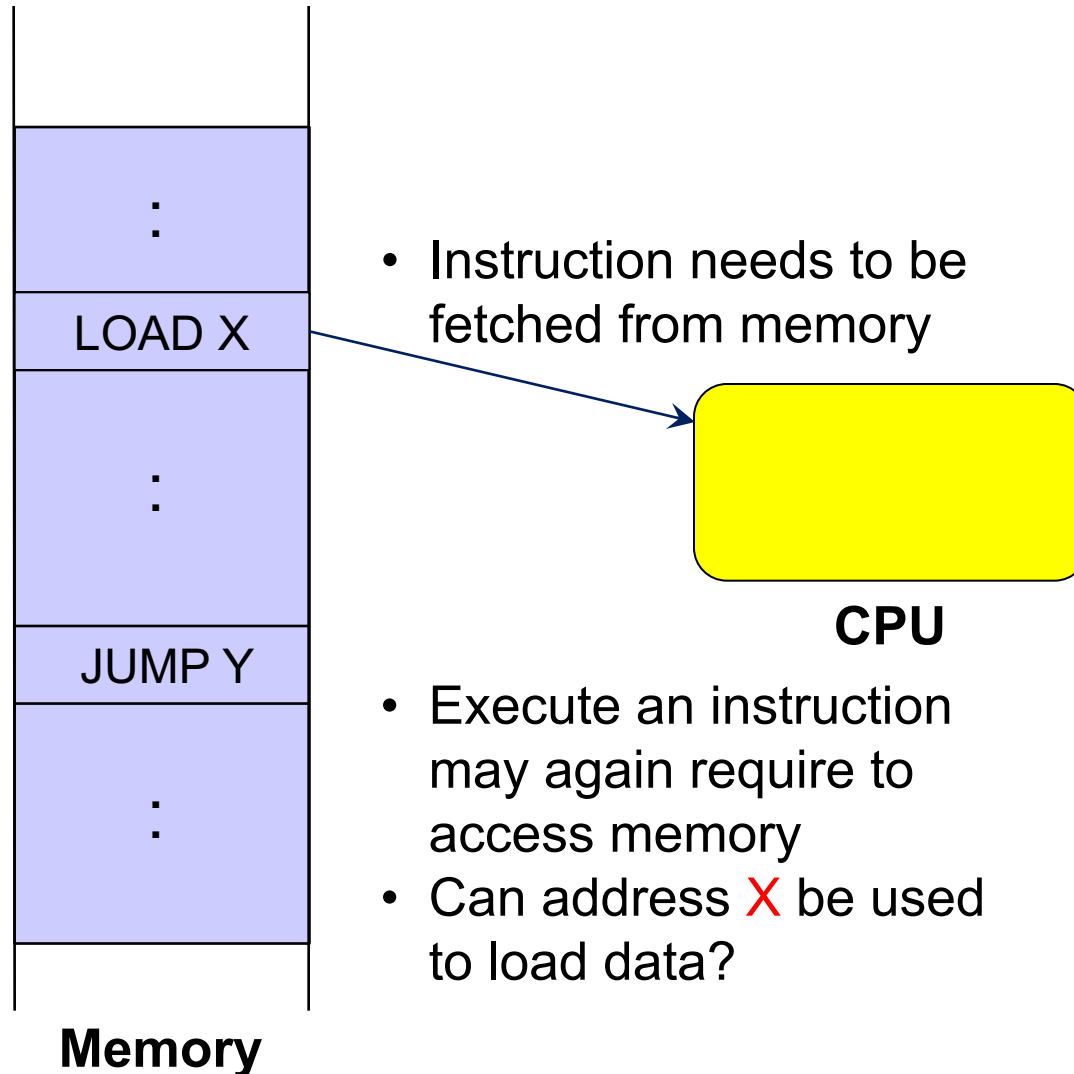 :
LOAD X
:
JUMP Y
:
Memory
• Instruction needs to be
fetched from memory
CPU
• Execute an instruction
may again require to
access memory
• Can address X be used
to load data?